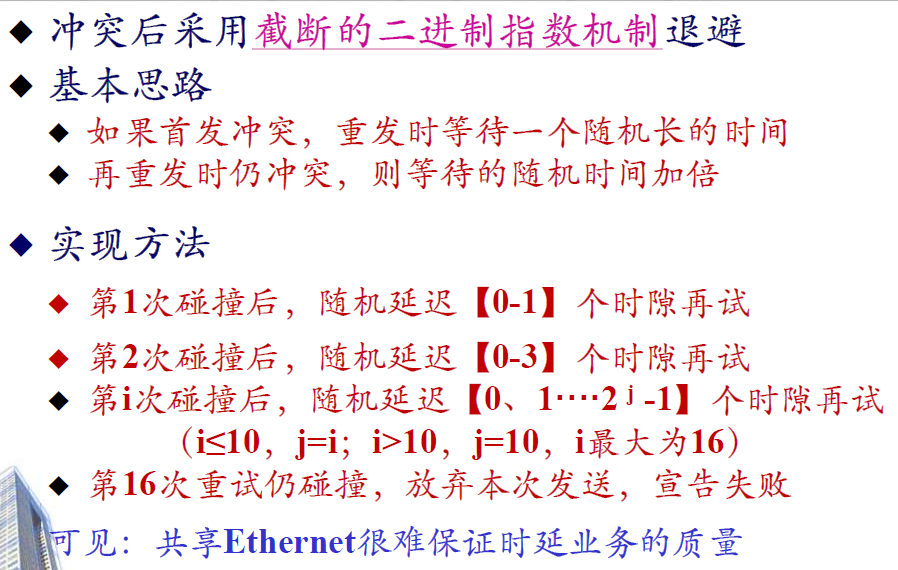 冲突后采用截断的二进制指数机制退避
基本思路
如果首发冲突，重发时等待一个随机长的时间
再重发时仍冲突，则等待的随机时间加倍
实现方法
第1次碰撞后，随机延迟【0-1】个时隙再试
第2次碰撞后，随机延迟【0-3】个时隙再试
第i次碰撞后，随机延迟【0、1····2ʲ-1】个时隙再试
（i≤10，j=i；i>10，j=10，i最大为16）
第16次重试仍碰撞，放弃本次发送，宣告失败
可见：共享Ethernet很难保证时延业务的质量